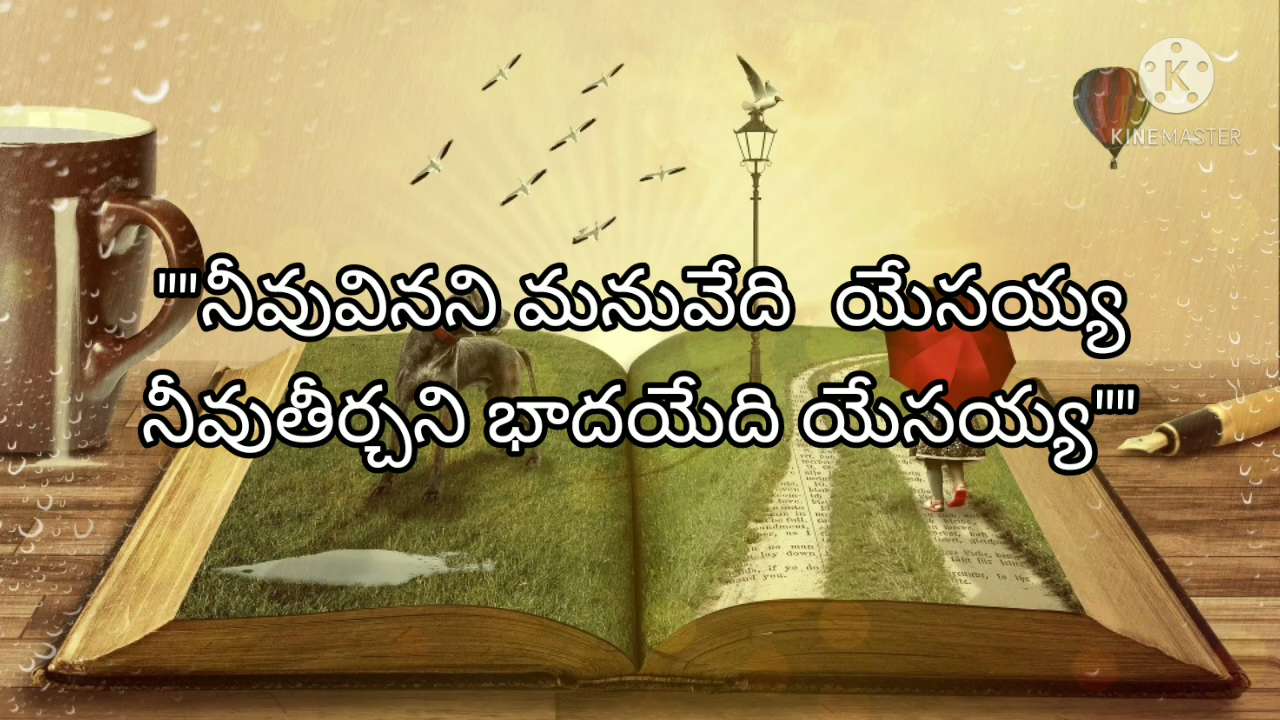 ""నీవువినని మనువేది  యేసయ్య
నీవుతీర్చని భాదయేది యేసయ్య""
K
KINEMASTER